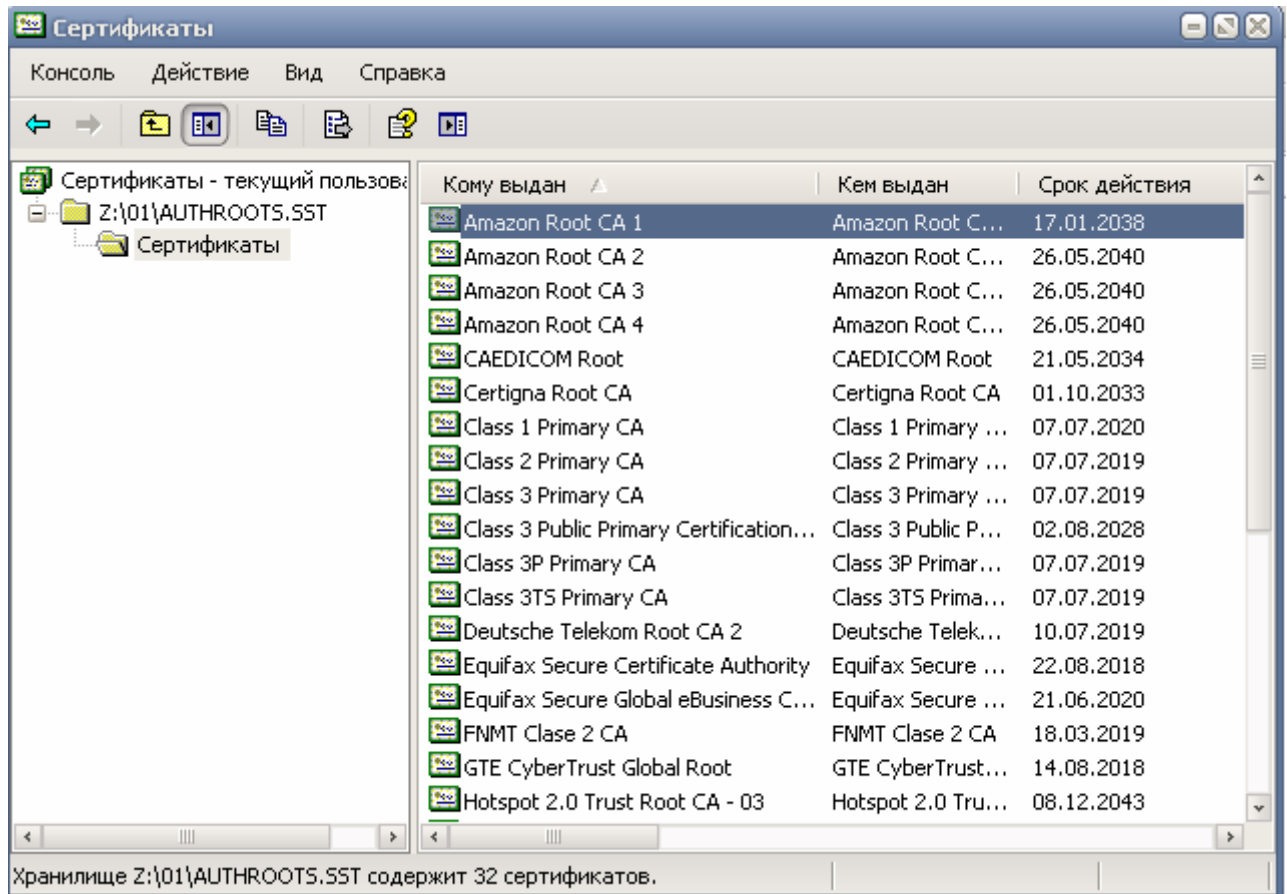 Сертификаты
Консоль Действие Вид Справка
Сертификаты - текущий пользова
Z:\01\AUTHROOTS.SST
Сертификаты
Кому выдан Кем выдан Срок действия
Amazon Root CA 1 Amazon Root C... 17.01.2038
Amazon Root CA 2 Amazon Root C... 26.05.2040
Amazon Root CA 3 Amazon Root C... 26.05.2040
Amazon Root CA 4 Amazon Root C... 26.05.2040
CAEDICOM Root CAEDICOM Root 21.05.2034
Certigna Root CA Certigna Root CA 01.10.2033
Class 1 Primary CA Class 1 Primary ... 07.07.2020
Class 2 Primary CA Class 2 Primary ... 07.07.2019
Class 3 Primary CA Class 3 Primary ... 07.07.2019
Class 3 Public Primary Certification... Class 3 Public P... 02.08.2028
Class 3P Primary CA Class 3P Primar... 07.07.2019
Class 3TS Primary CA Class 3TS Prima... 07.07.2019
Deutsche Telekom Root CA 2 Deutsche Telek... 10.07.2019
Equifax Secure Certificate Authority Equifax Secure ... 22.08.2018
Equifax Secure Global eBusiness C... Equifax Secure ... 21.06.2020
FNMT Clase 2 CA FNMT Clase 2 CA 18.03.2019
GTE CyberTrust Global Root GTE CyberTrust... 14.08.2018
Hotspot 2.0 Trust Root CA - 03 Hotspot 2.0 Tru... 08.12.2043
Хранилище Z:\01\AUTHROOTS.SST содержит 32 сертификатов.